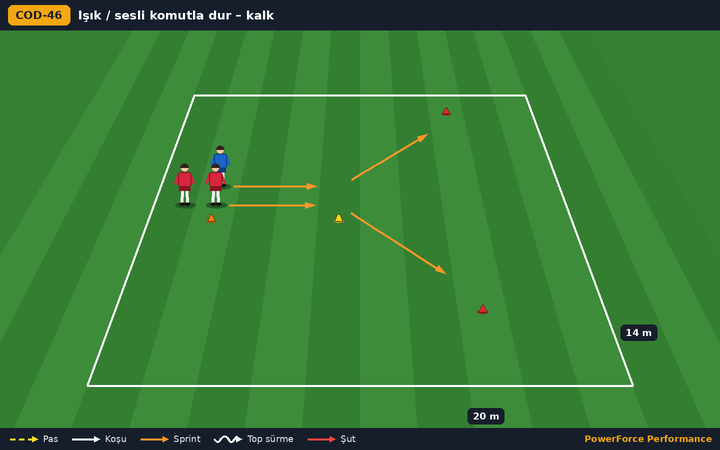 COD-46 Işık / sesli komutla dur – kalk
14 m
20 m
Pas Koşu Sprint Top sürme Şut PowerForce Performance